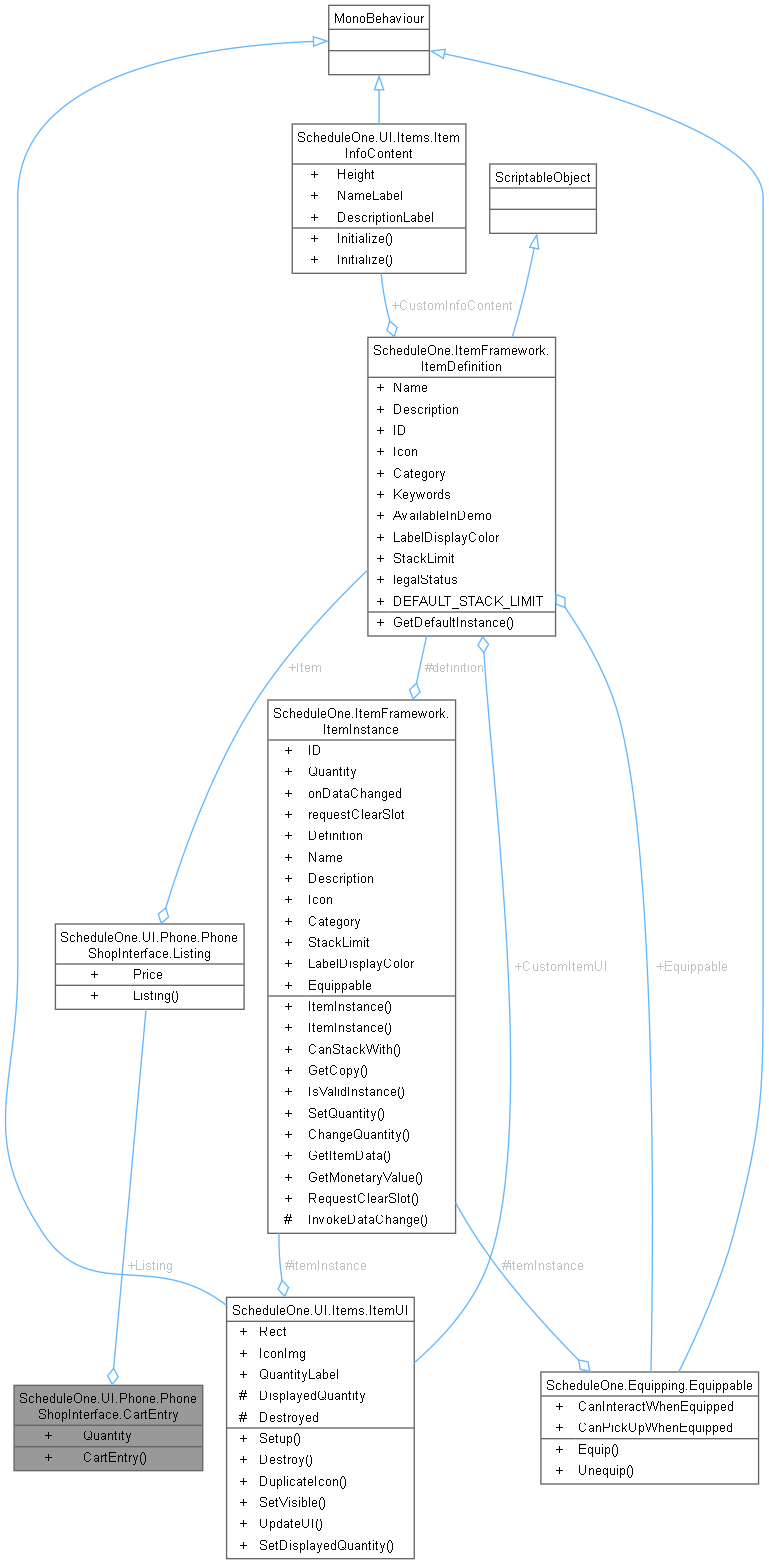 MonoBehaviour
ScheduleOne.UI.Items.Item
InfoContent
+ Height
+ NameLabel
+ DescriptionLabel
+ Initialize()
+ Initialize()
ScriptableObject
+CustomInfoContent
ScheduleOne.ItemFramework.
ItemDefinition
+ Name
+ Description
+ ID
+ Icon
+ Category
+ Keywords
+ AvailableInDemo
+ LabelDisplayColor
+ StackLimit
+ legalStatus
+ DEFAULT_STACK_LIMIT
+ GetDefaultInstance()
+Item
#definition
ScheduleOne.ItemFramework.
ItemInstance
+ ID
+ Quantity
+ onDataChanged
+ requestClearSlot
+ Definition
+ Name
+ Description
+ Icon
+ Category
+ StackLimit
+ LabelDisplayColor
+ Equippable
+ ItemInstance()
+ ItemInstance()
+ CanStackWith()
+ GetCopy()
+ IsValidInstance()
+ SetQuantity()
+ ChangeQuantity()
+ GetItemData()
+ GetMonetaryValue()
+ RequestClearSlot()
# InvokeDataChange()
ScheduleOne.UI.Phone.Phone
ShopInterface.Listing
+ Price
+ Listing()
+CustomItemUI
+Equippable
+Listing
#itemInstance
#itemInstance
ScheduleOne.UI.Items.ItemUI
+ Rect
+ IconImg
+ QuantityLabel
# DisplayedQuantity
# Destroyed
+ Setup()
+ Destroy()
+ DuplicateIcon()
+ SetVisible()
+ UpdateUI()
+ SetDisplayedQuantity()
ScheduleOne.UI.Phone.Phone
ShopInterface.CartEntry
+ Quantity
+ CartEntry()
ScheduleOne.Equipping.Equippable
+ CanInteractWhenEquipped
+ CanPickUpWhenEquipped
+ Equip()
+ Unequip()